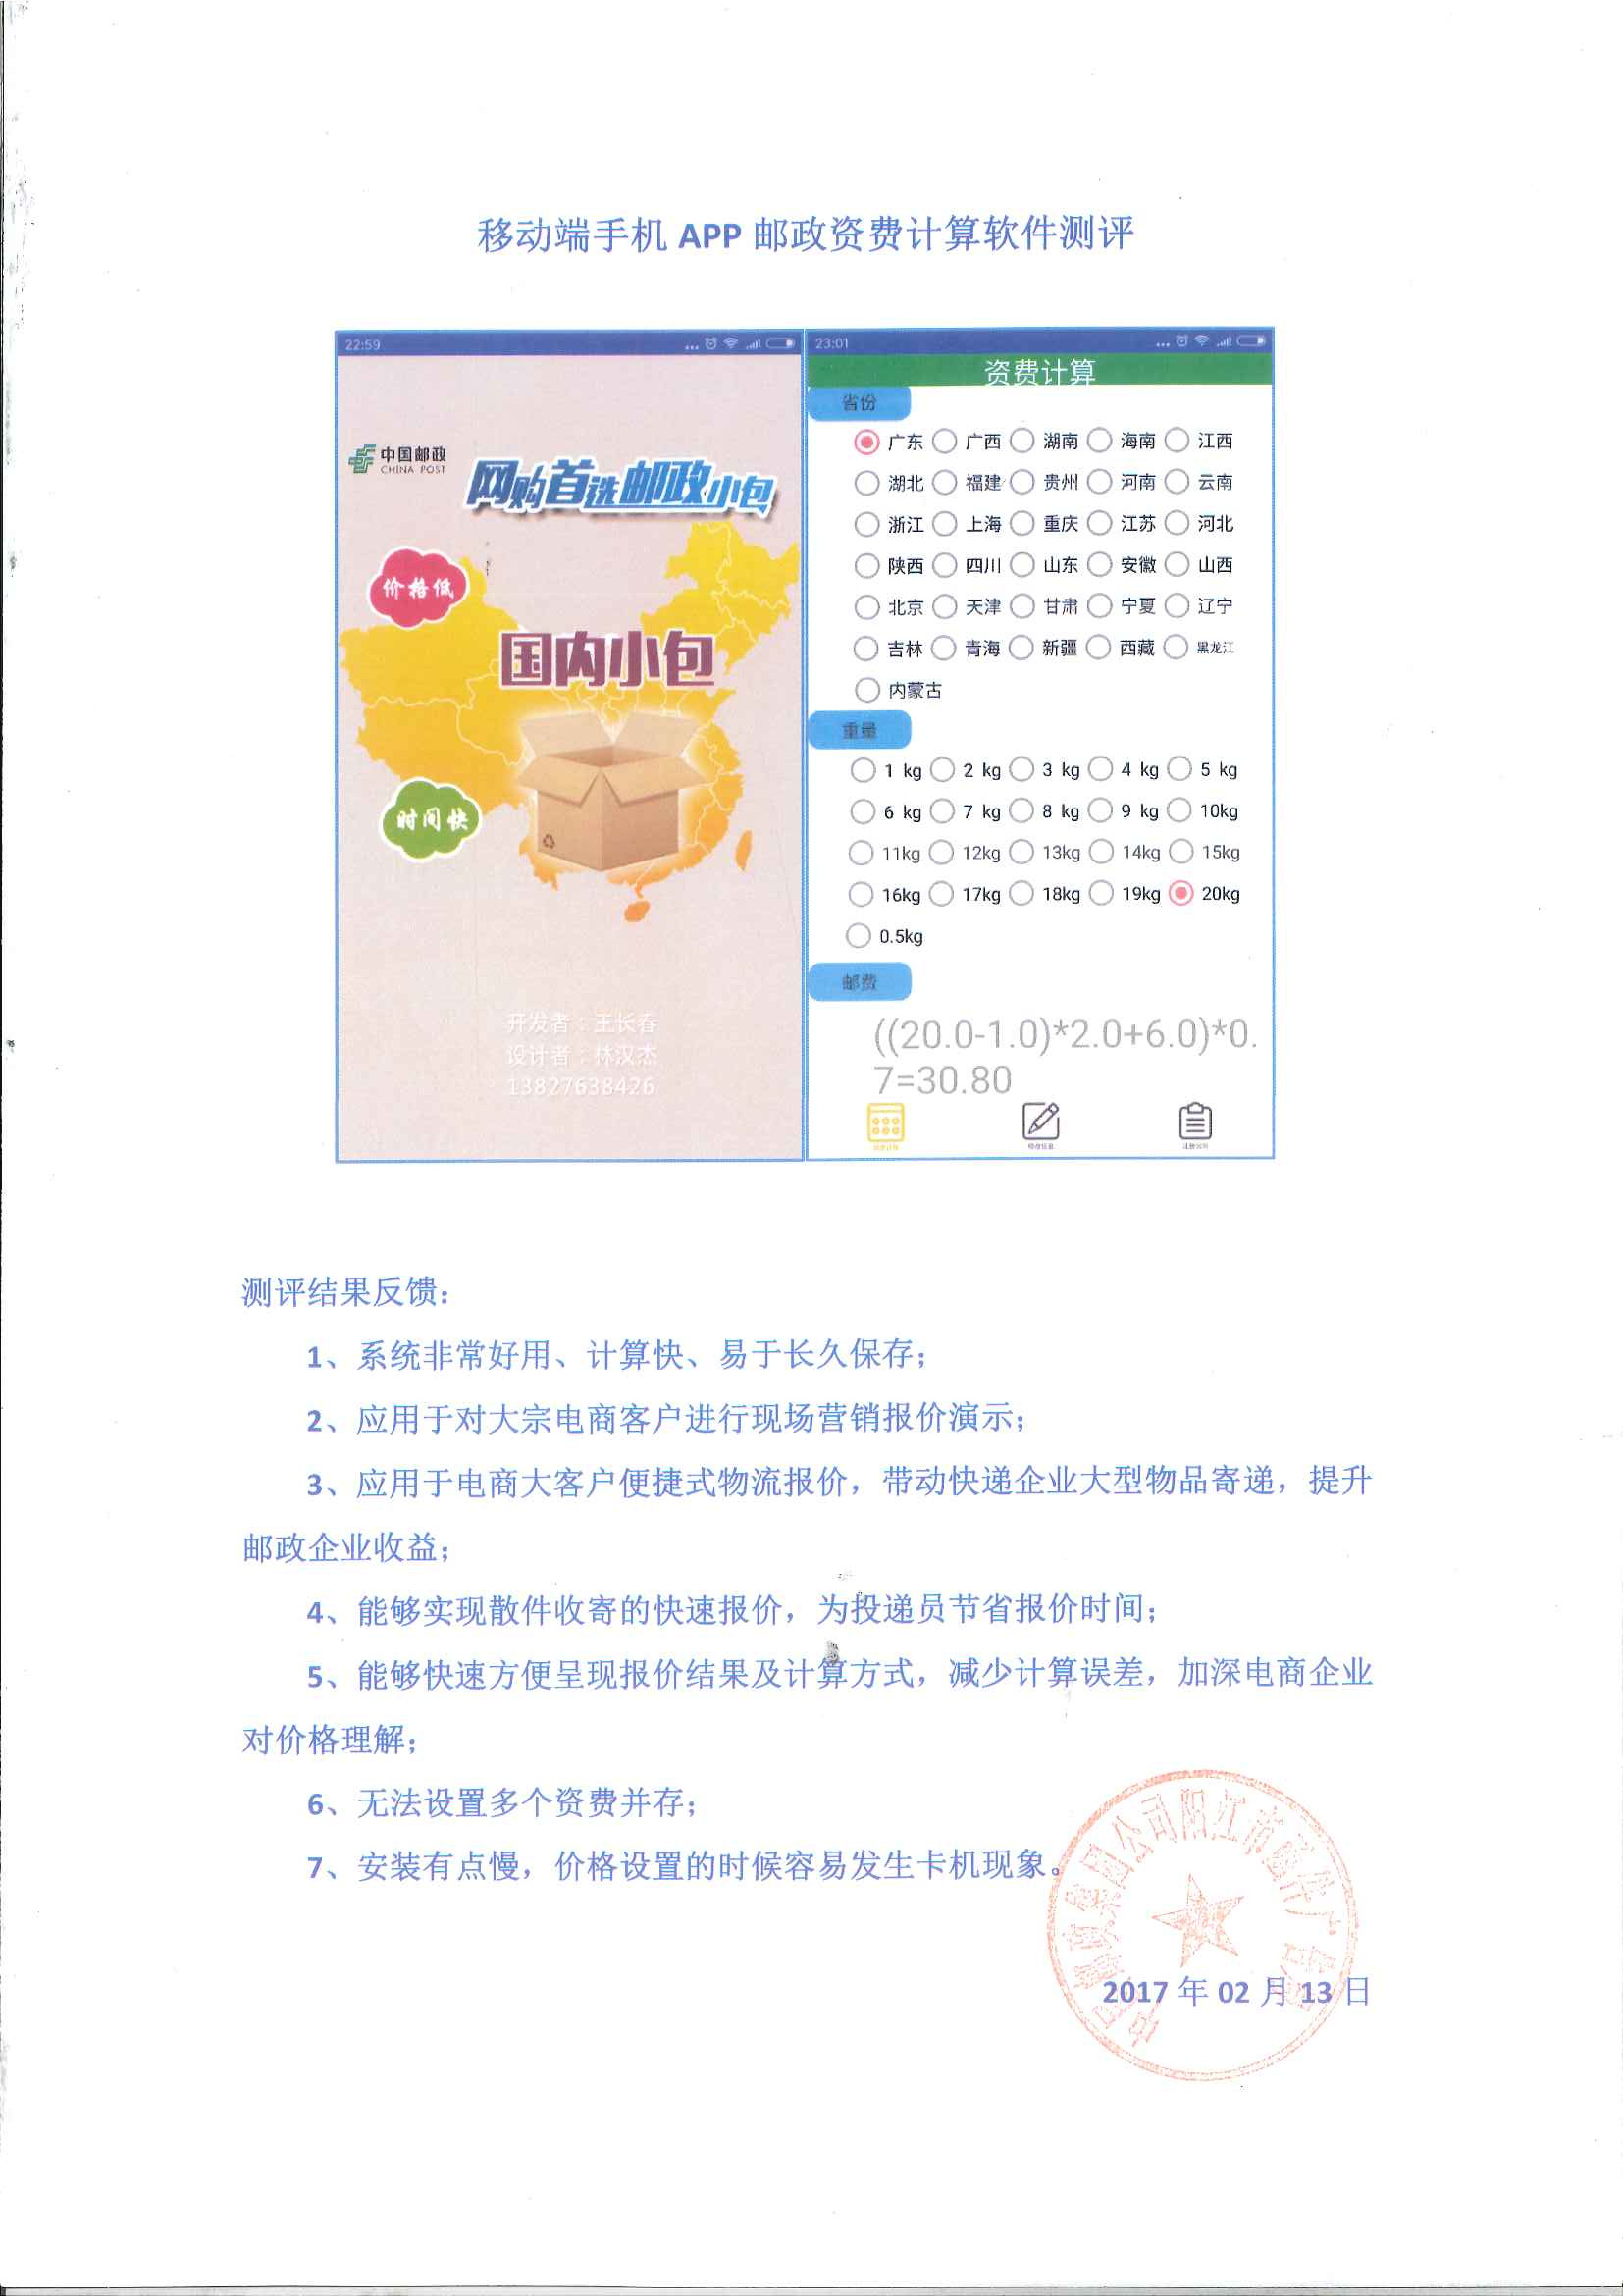 移动端手机 APP 邮政资费计算软件测评
22:59
中国邮政
CHINA POST
网购首选邮政小包
价格低
国内小包
时间快
开发者：王长春
设计者：林汉杰
13827638426
23:01
资费计算
省份
广东 广西 湖南 海南 江西
湖北 福建 贵州 河南 云南
浙江 上海 重庆 江苏 河北
陕西 四川 山东 安徽 山西
北京 天津 甘肃 宁夏 辽宁
吉林 青海 新疆 西藏 黑龙江
内蒙古
重量
1 kg 2 kg 3 kg 4 kg 5 kg
6 kg 7 kg 8 kg 9 kg 10kg
11kg 12kg 13kg 14kg 15kg
16kg 17kg 18kg 19kg 20kg
0.5kg
邮费
((20.0-1.0)*2.0+6.0)*0.
7=30.80
测评结果反馈：
1、系统非常好用、计算快、易于长久保存；
2、应用于对大宗电商客户进行现场营销报价演示；
3、应用于电商大客户便捷式物流报价，带动快递企业大型物品寄递，提升
邮政企业收益；
4、能够实现散件收寄的快速报价，为投递员节省报价时间；
5、能够快速方便呈现报价结果及计算方式，减少计算误差，加深电商企业
对价格理解；
6、无法设置多个资费并存；
7、安装有点慢，价格设置的时候容易发生卡机现象。
集团公司阳江市
2017 年 02 月 13 日